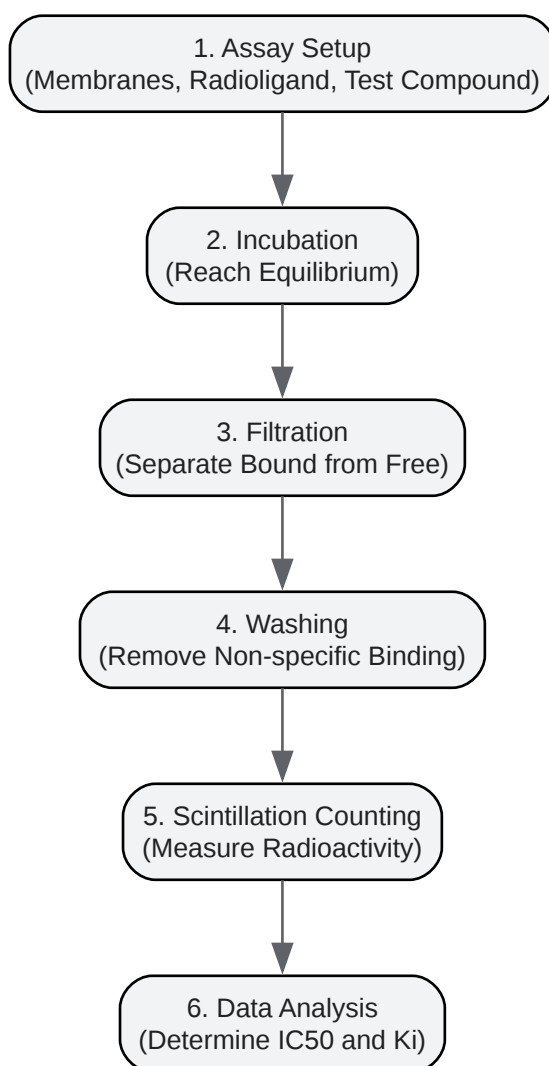 1. Assay Setup
(Membranes, Radioligand, Test Compound)
2. Incubation
(Reach Equilibrium)
3. Filtration
(Separate Bound from Free)
4. Washing
(Remove Non-specific Binding)
5. Scintillation Counting
(Measure Radioactivity)
6. Data Analysis
(Determine IC50 and Ki)